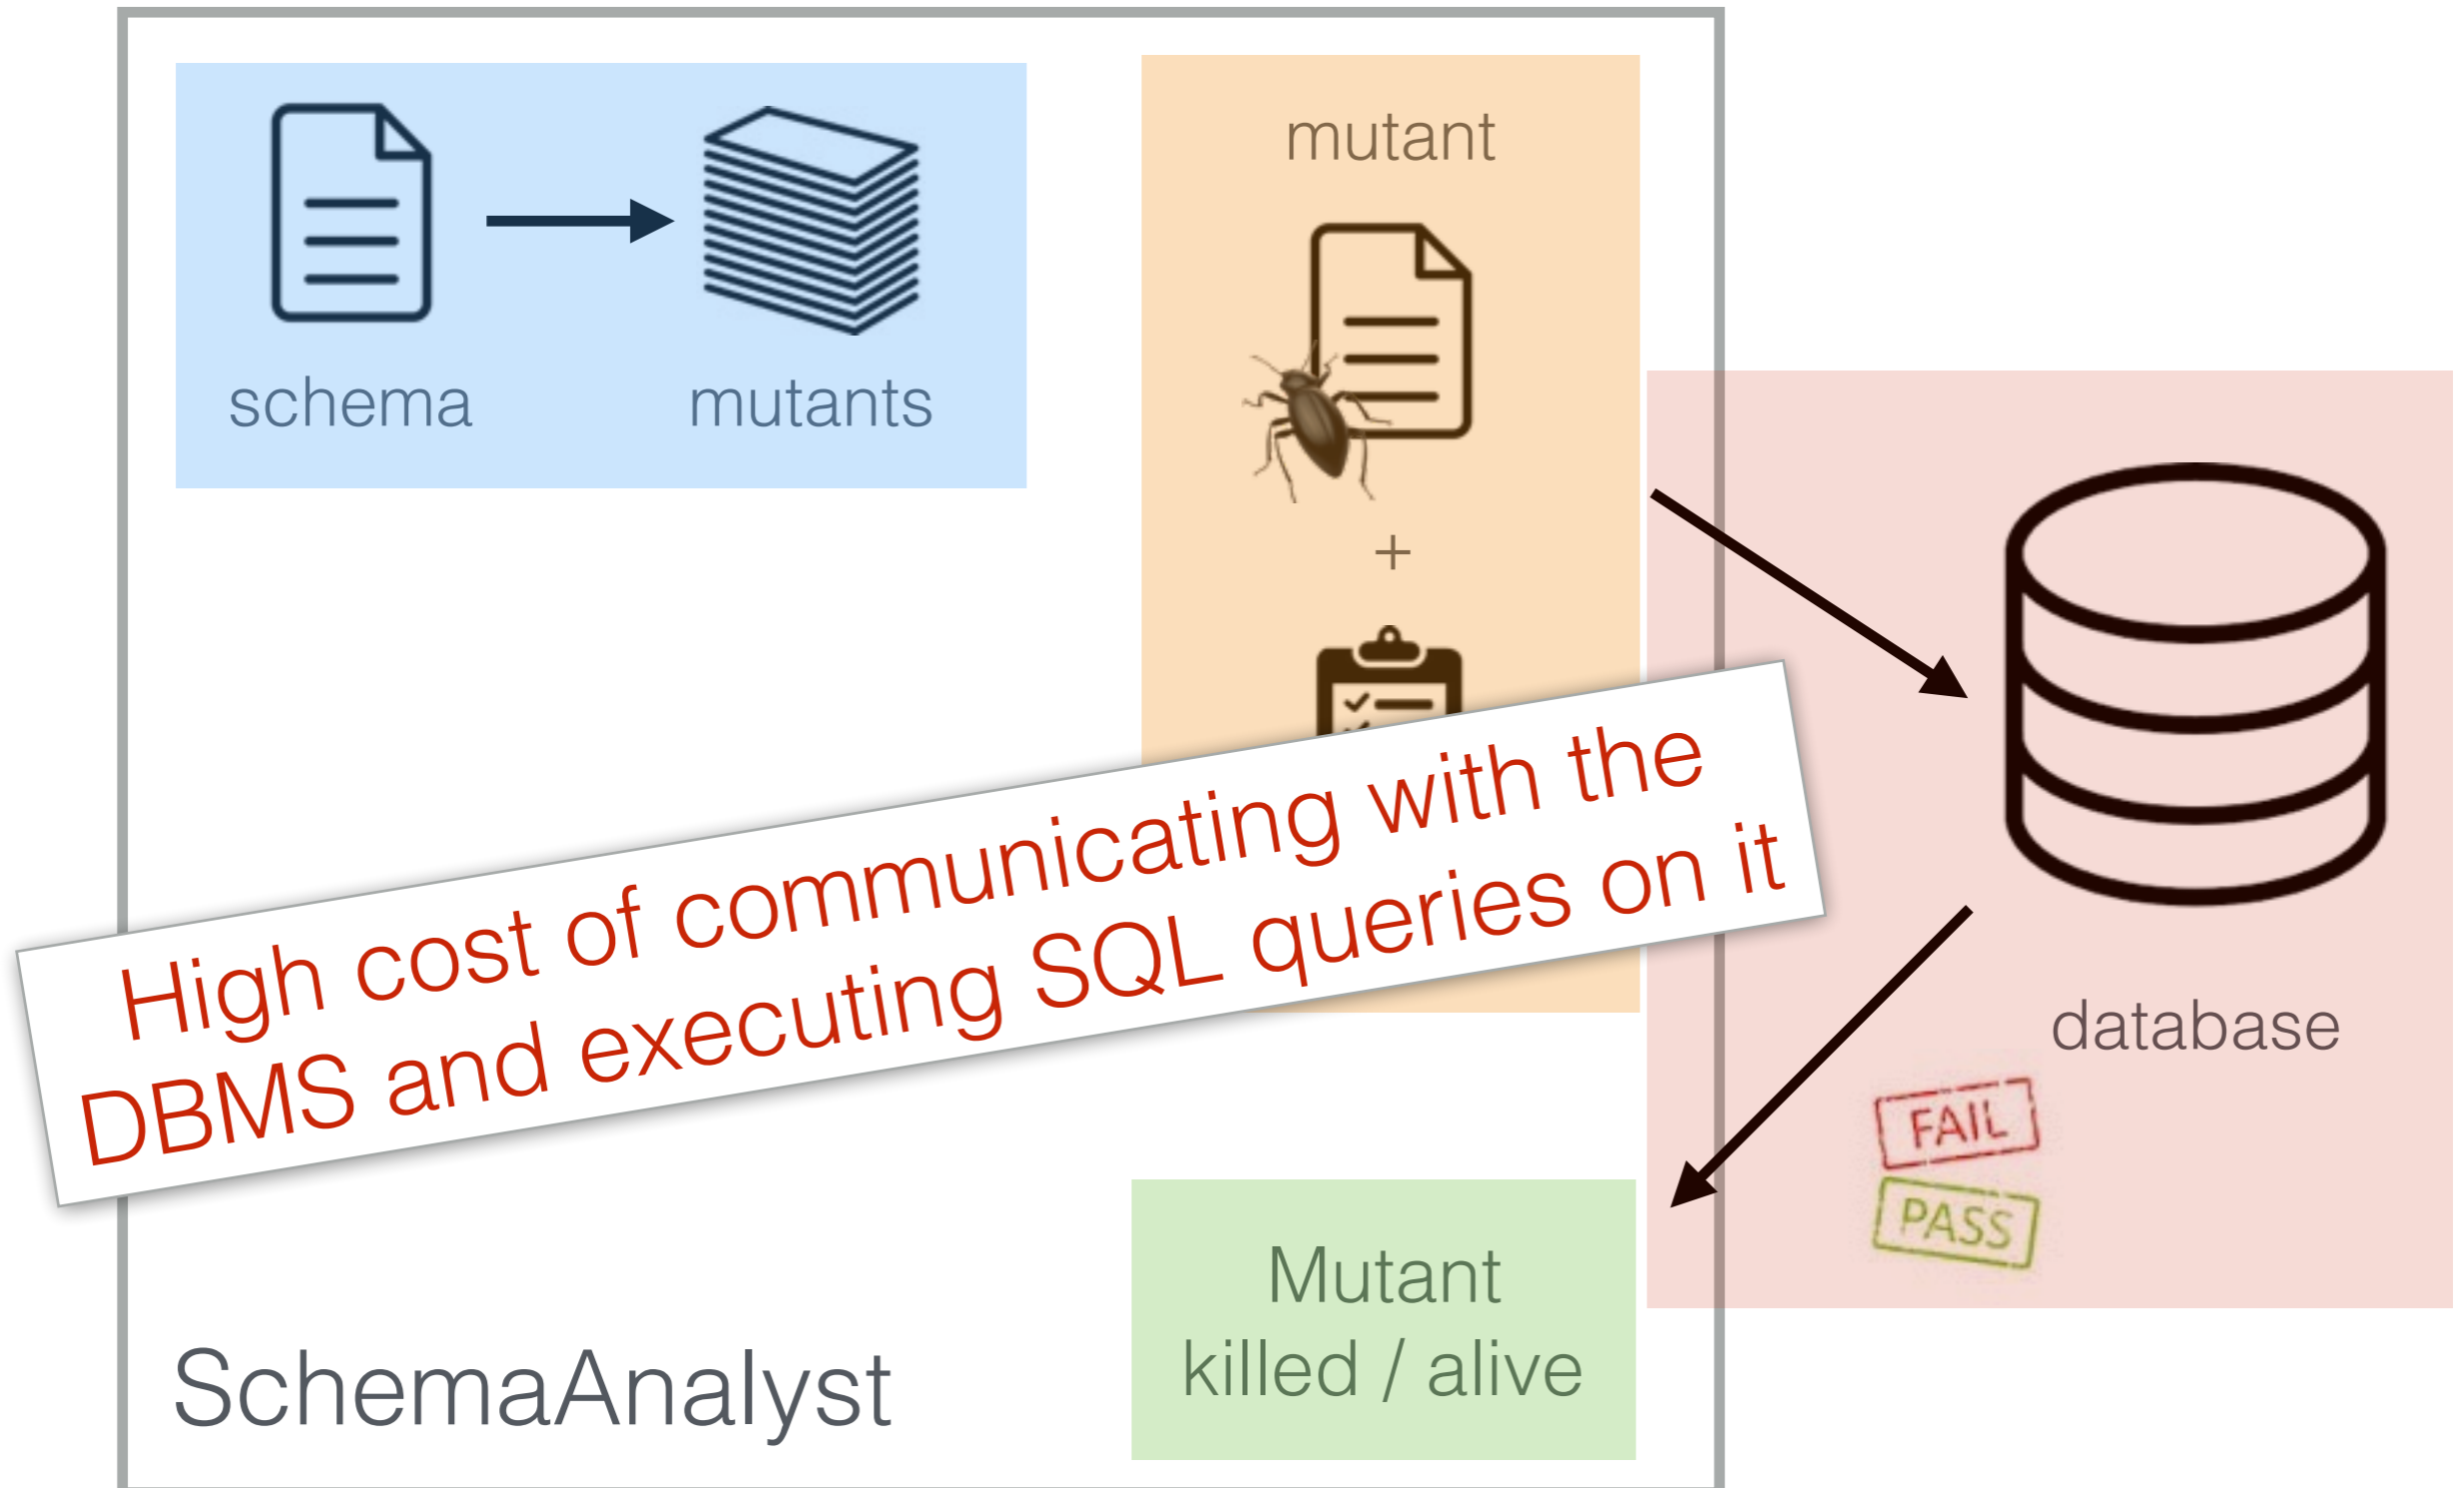 mutant
schema
mutants
+
High cost of communicating with the
DBMS and executing SQL queries on it
database
FAIL
PASS
Mutant
killed / alive
SchemaAnalyst